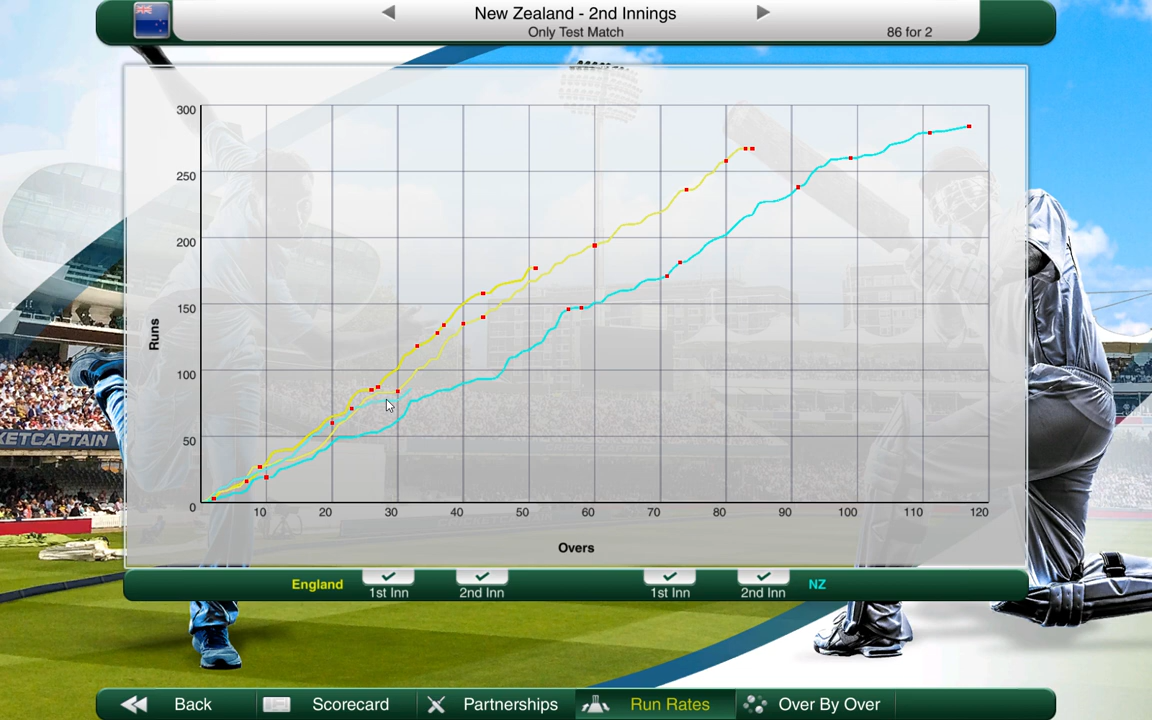 New Zealand - 2nd Innings
Only Test Match
86 for 2
300
250
200
150
100
50
0
Runs
10 20 30 40 50 60 70 80 90 100 110 120
Overs
England
1st Inn
2nd Inn
1st Inn
2nd Inn
NZ
KETCAPTAIN
Back
Scorecard
Partnerships
Run Rates
Over By Over